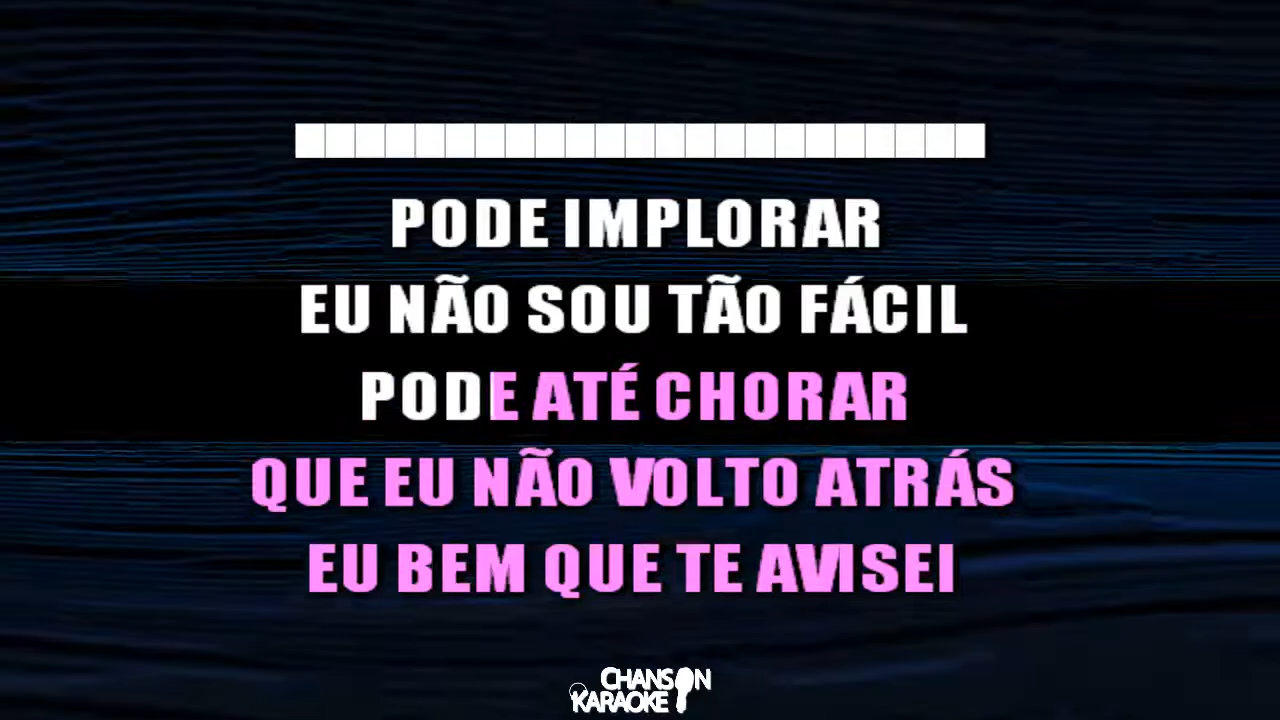 PODE IMPLORAR
EU NÃO SOU TÃO FÁCIL
PODE ATÉ CHORAR
QUE EU NÃO VOLTO ATRÁS
EU BEM QUE TE AVISEI
CHANSON
KARAOKE